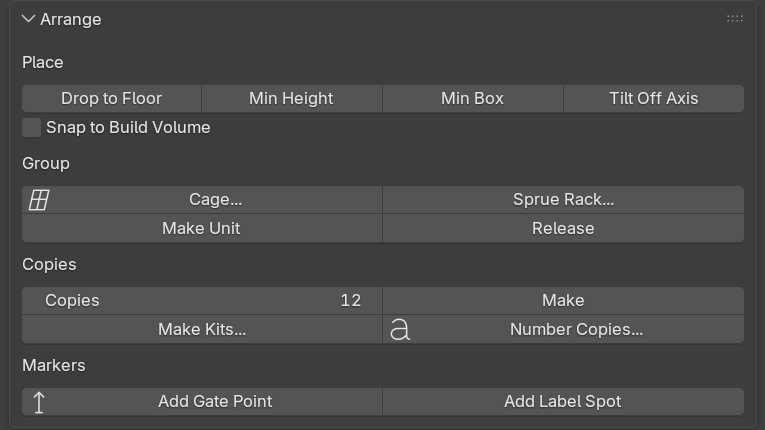 Arrange
Place
Drop to Floor Min Height Min Box Tilt Off Axis
Snap to Build Volume
Group
Cage... Sprue Rack...
Make Unit Release
Copies
Copies 12 Make
Make Kits... Number Copies...
Markers
Add Gate Point Add Label Spot